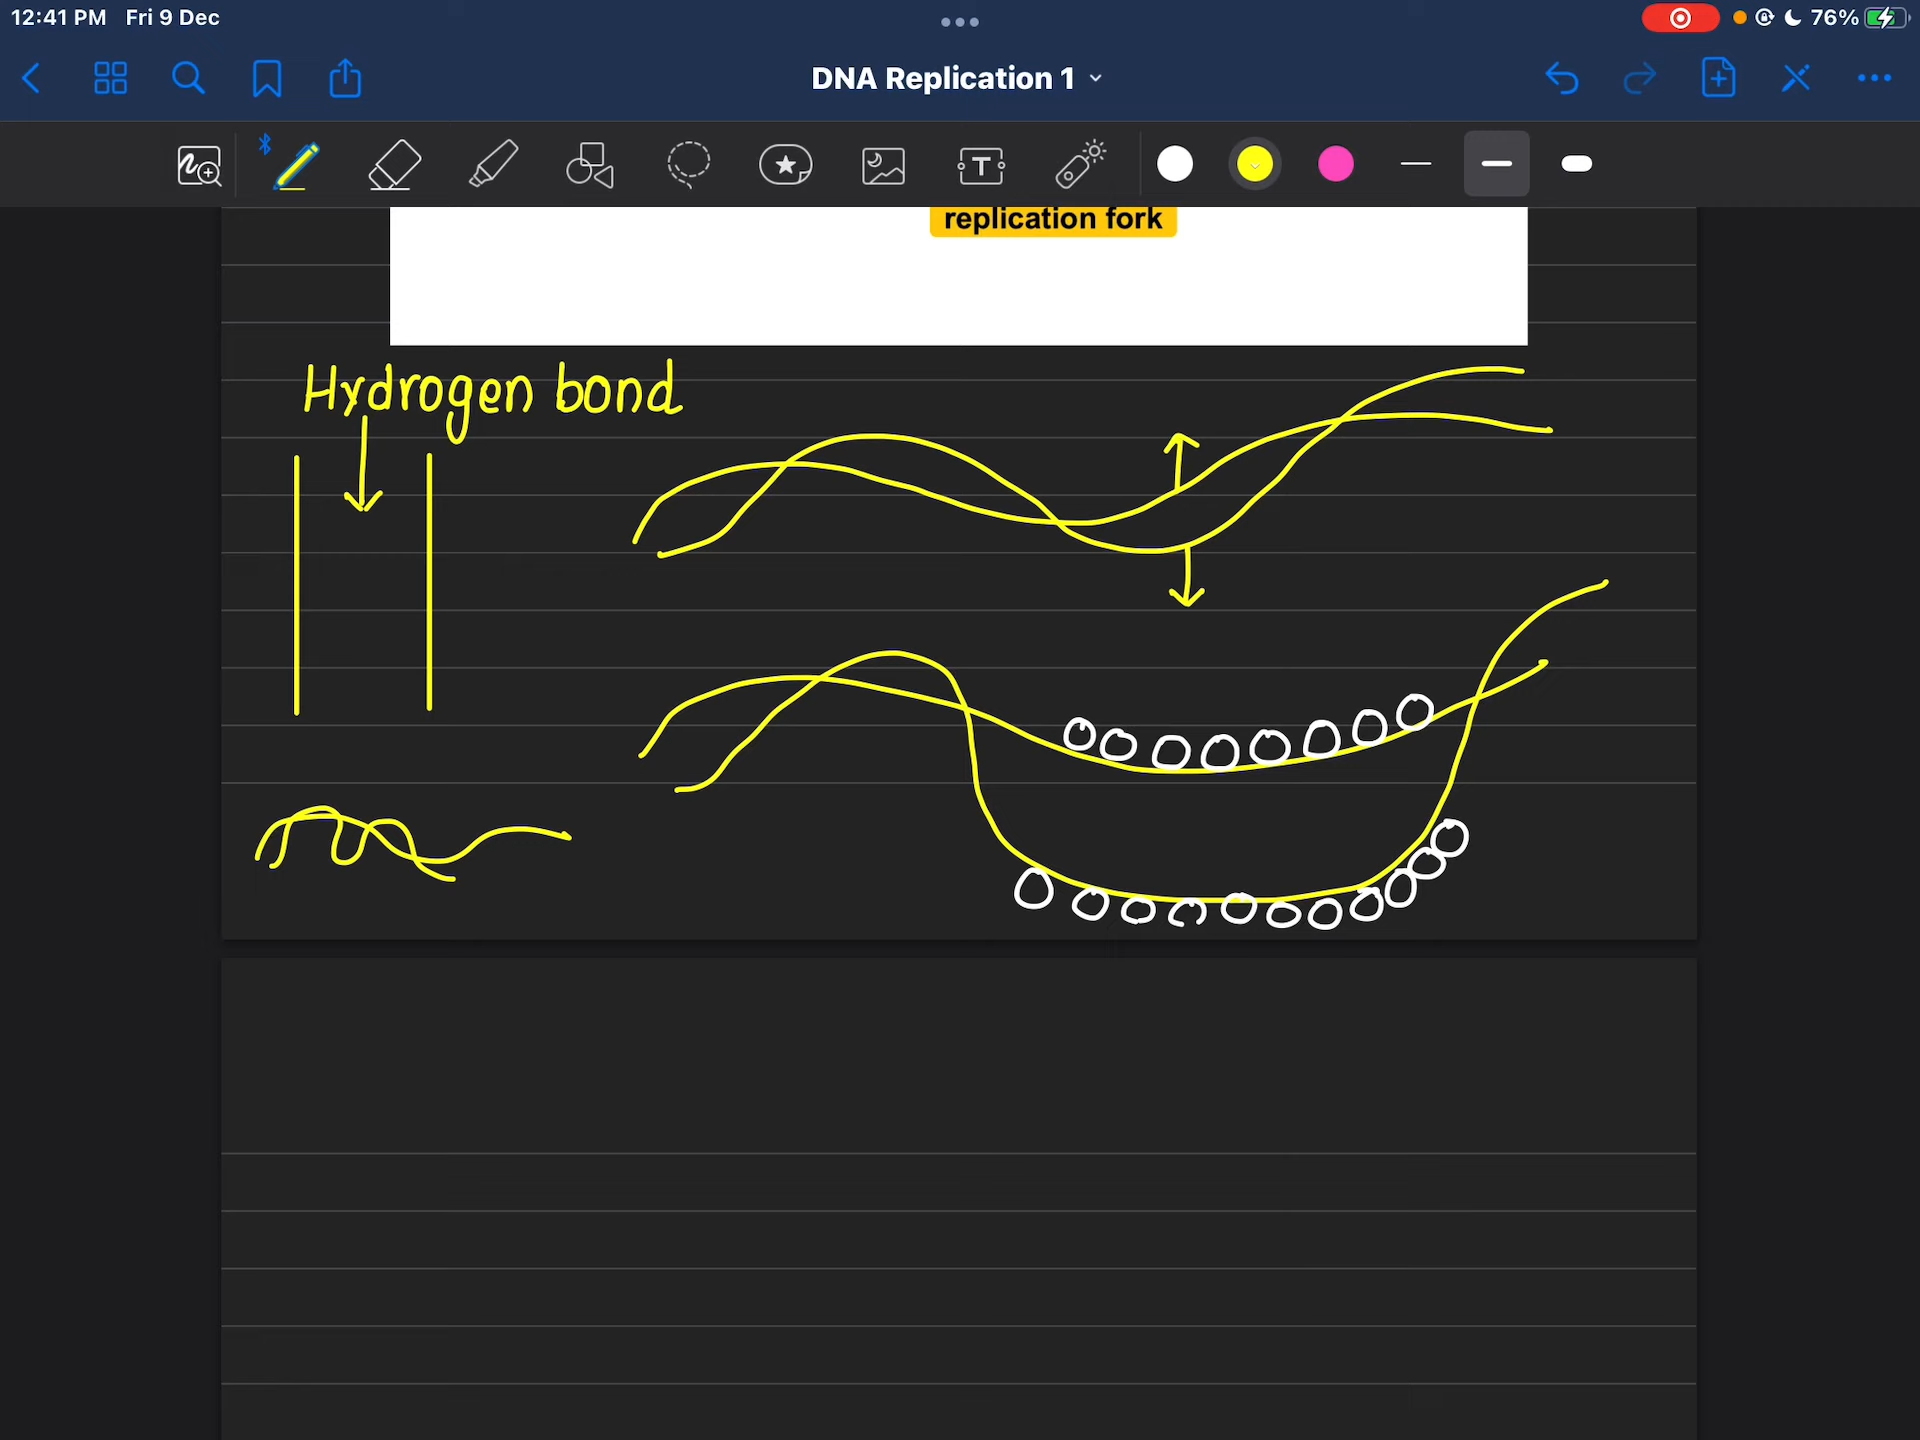 12:41 PM Fri 9 Dec
76%
DNA Replication 1
T
replication fork
Hydrogen bond